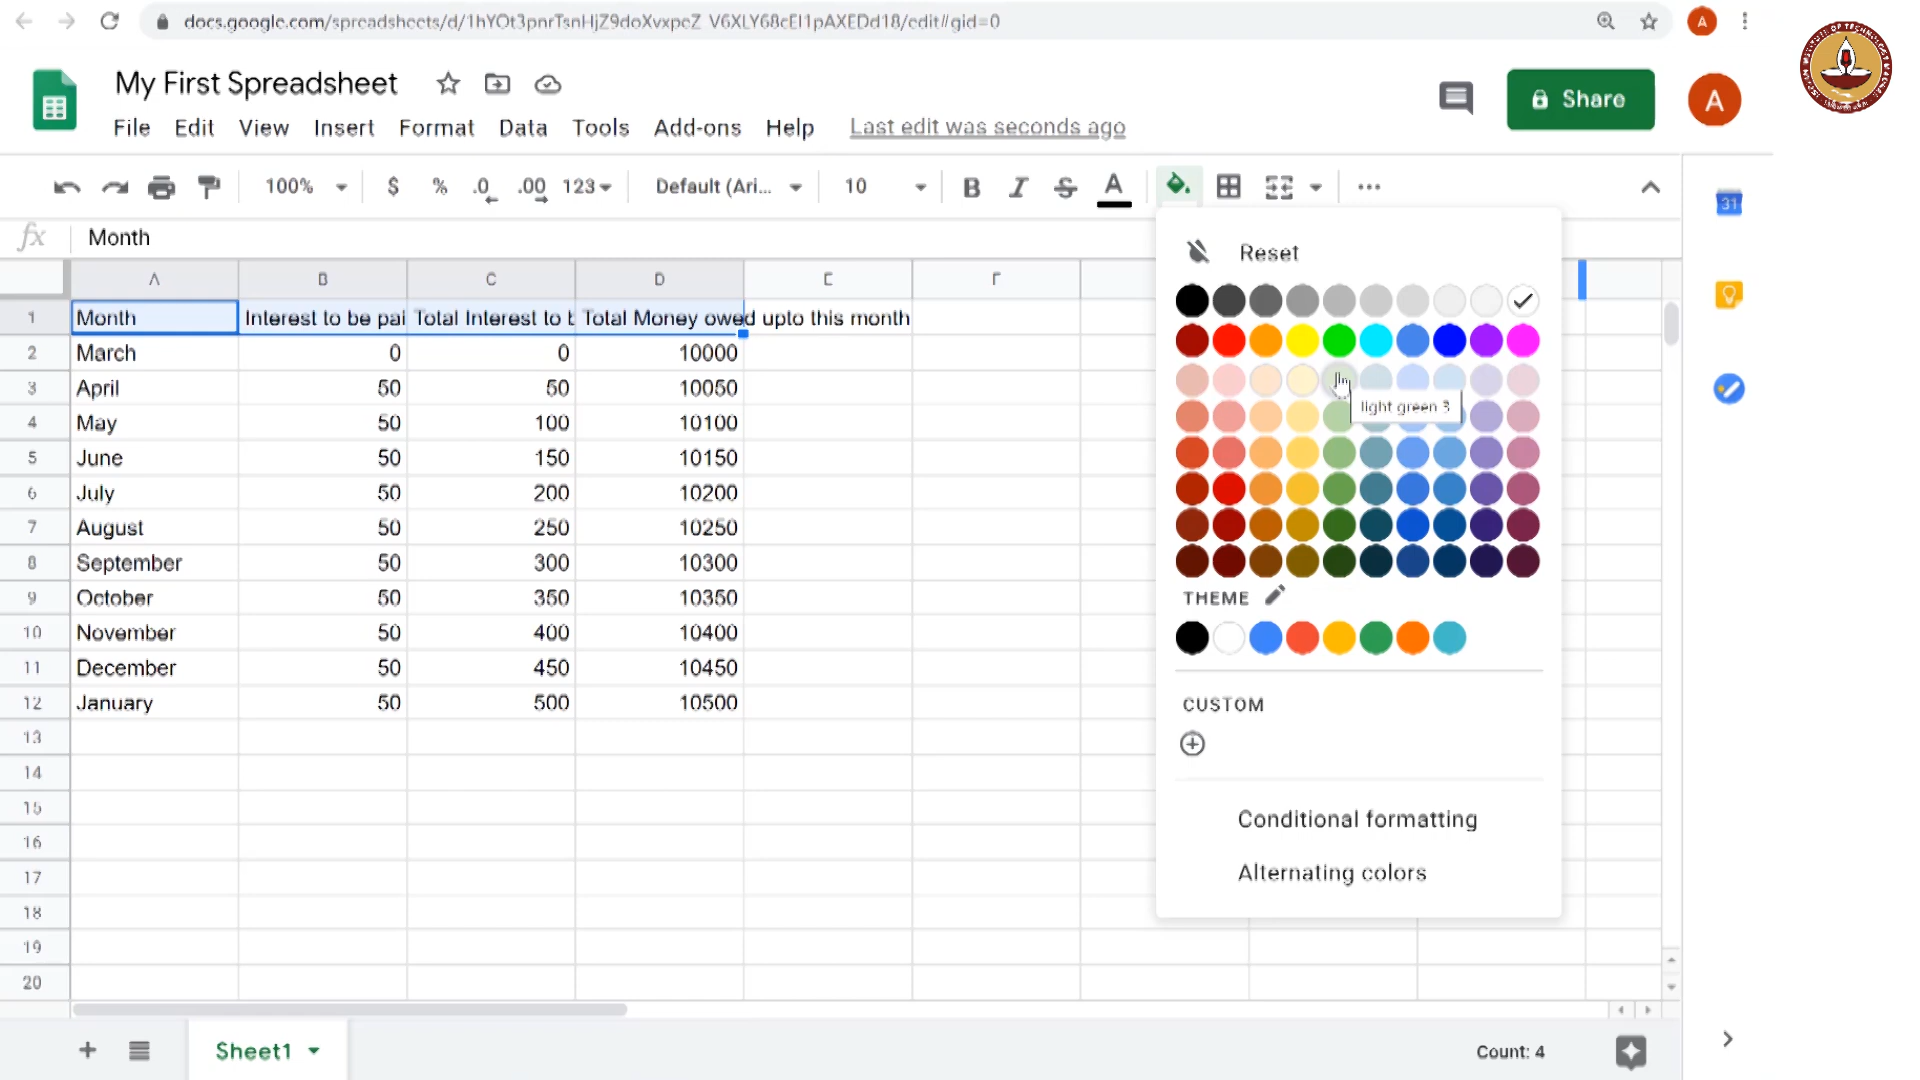 docs.google.com/spreadsheets/d/1hYOt3pnrTsnHjZ9doXvxpcZ V6XLY68cEI1pAXEDd18/edit#gid=0
A
My First Spreadsheet
Share
A
File Edit View Insert Format Data Tools Add-ons Help Last edit was seconds ago
100% $ % .0 .00 123 Default (Ari... 10 B I S A
31
fx Month
Reset
A B C D E F
1 Month Interest to be pai Total Interest to b Total Money owed upto this month
2 March 0 0 10000
3 April 50 50 10050
light green 3
4 May 50 100 10100
5 June 50 150 10150
6 July 50 200 10200
7 August 50 250 10250
8 September 50 300 10300
9 October 50 350 10350
THEME
10 November 50 400 10400
11 December 50 450 10450
12 January 50 500 10500
CUSTOM
13
14
15
16
Conditional formatting
17
Alternating colors
18
19
20
Sheet1
Count: 4